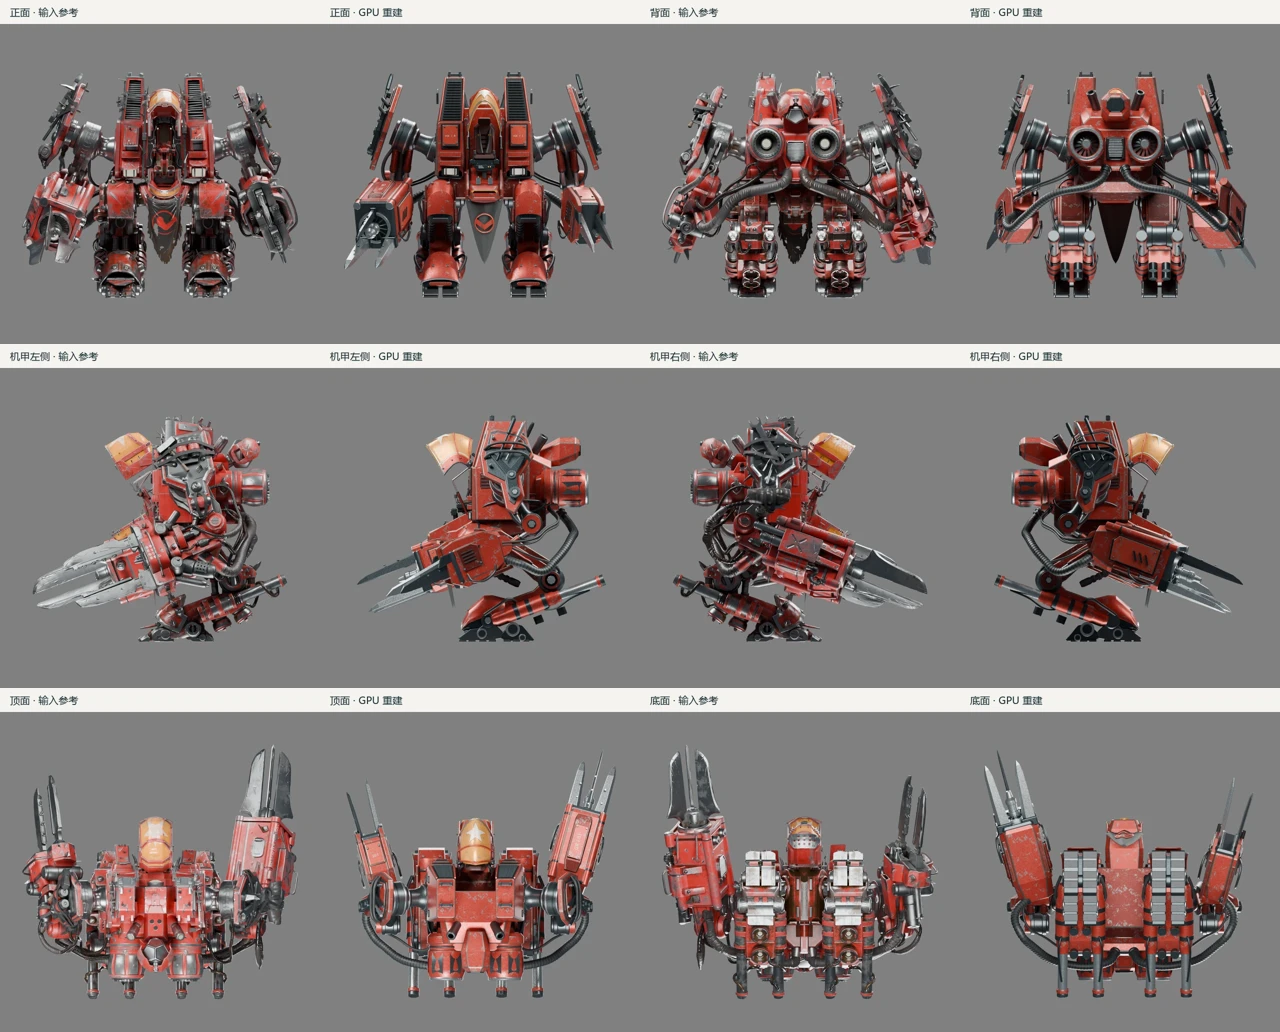 正面 · 输入参考
正面 · GPU 重建
背面 · 输入参考
背面 · GPU 重建
机甲左侧 · 输入参考
机甲左侧 · GPU 重建
机甲右侧 · 输入参考
机甲右侧 · GPU 重建
顶面 · 输入参考
顶面 · GPU 重建
底面 · 输入参考
底面 · GPU 重建